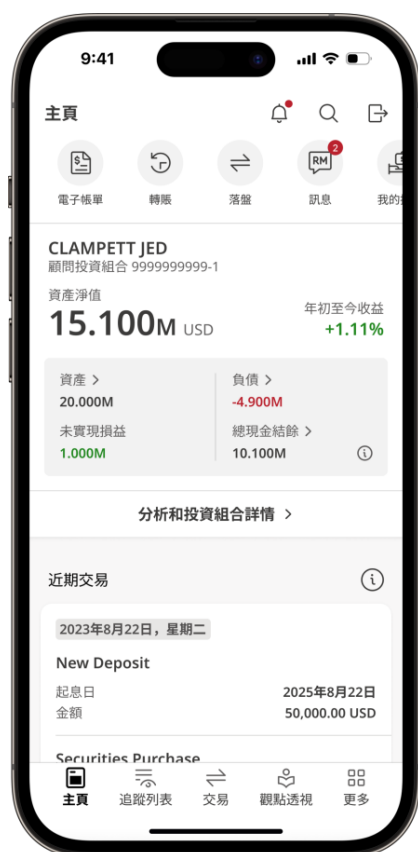 9:41
主頁
2
RM
電子帳單 轉賬 落盤 訊息 我的
CLAMPETT JED
顧問投資組合 9999999999-1
資產淨值
年初至今收益
15.100M USD
+1.11%
資產 > 負債 >
20.000M -4.900M
未實現損益 總現金結餘 >
1.000M 10.100M
分析和投資組合詳情 >
近期交易
2023年8月22日，星期二
New Deposit
起息日 2025年8月22日
金額 50,000.00 USD
Securities Purchase
主頁 追蹤列表 交易 觀點透視 更多